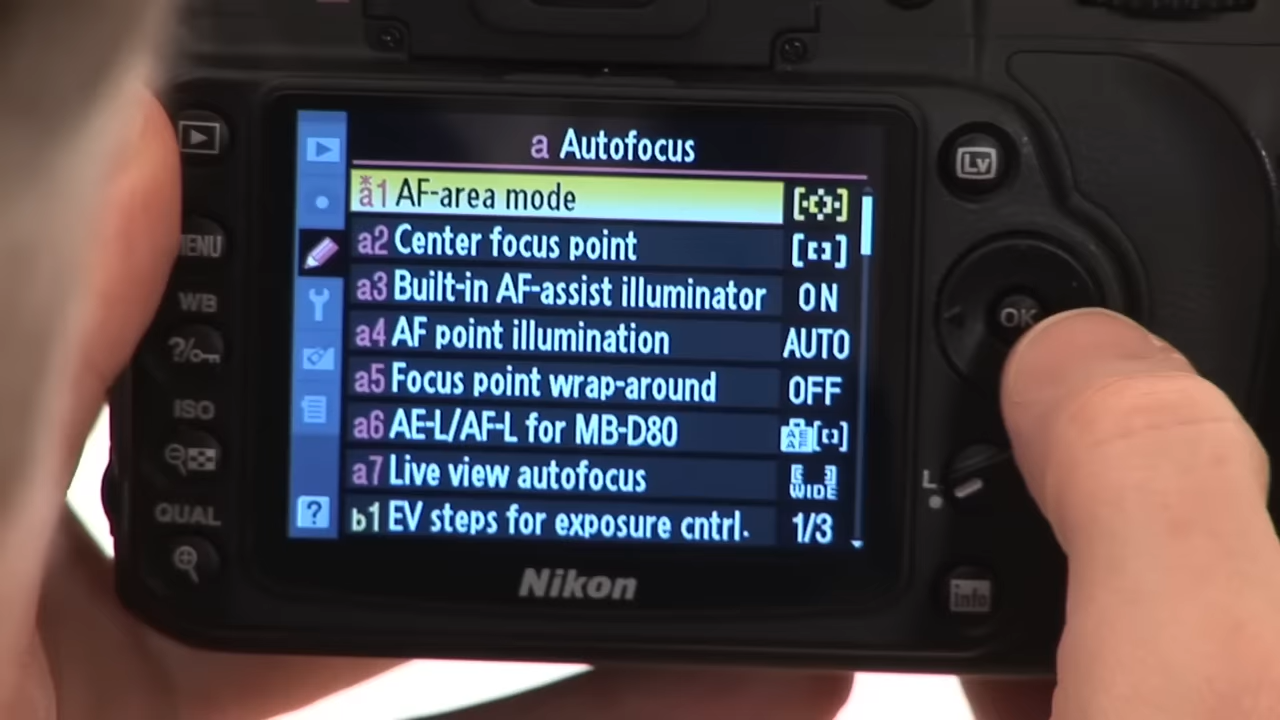 a Autofocus
a1 AF-area mode
a2 Center focus point
a3 Built-in AF-assist illuminator ON
a4 AF point illumination AUTO
a5 Focus point wrap-around OFF
a6 AE-L/AF-L for MB-D80 AE AF
a7 Live view autofocus WIDE
b1 EV steps for exposure cntrl. 1/3
?
Nikon
MENU
WB
?
ISO
QUAL
Lv
OK
L
info